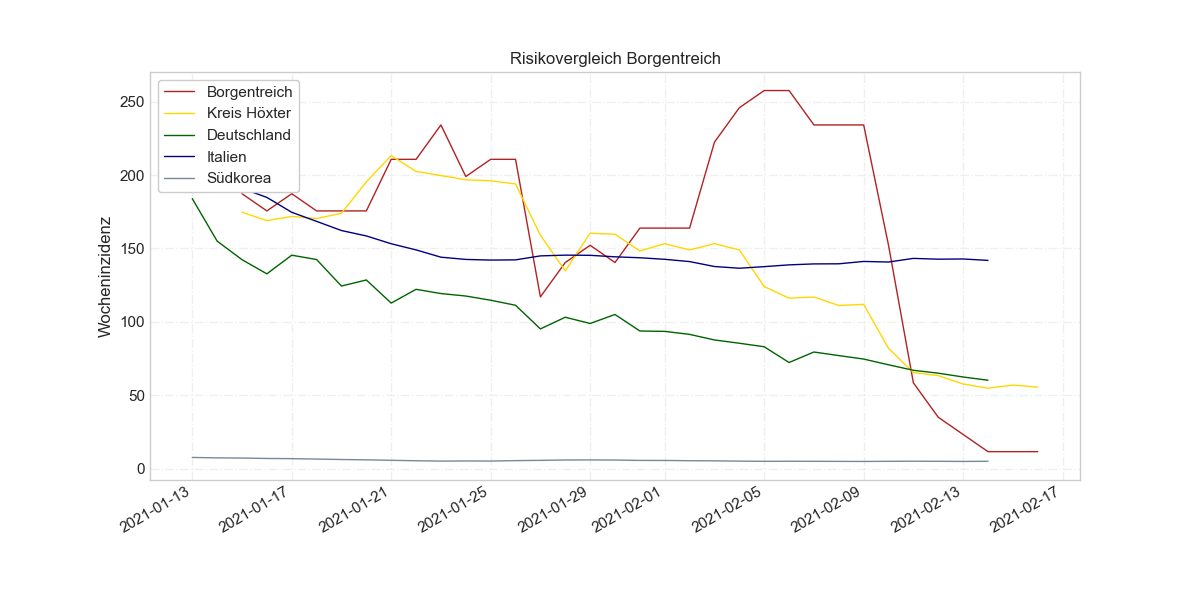 Risikovergleich Borgentreich
Borgentreich
Kreis Höxter
Deutschland
Italien
Südkorea
Wocheninzidenz
250
200
150
100
50
0
2021-01-13
2021-01-17
2021-01-21
2021-01-25
2021-01-29
2021-02-01
2021-02-05
2021-02-09
2021-02-13
2021-02-17